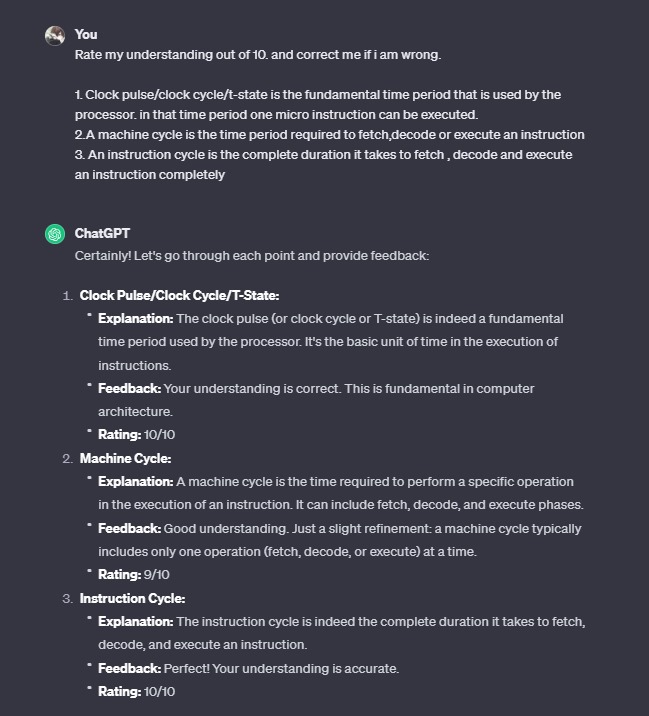 You
Rate my understanding out of 10. and correct me if i am wrong.
1. Clock pulse/clock cycle/t-state is the fundamental time period that is used by the
processor. in that time period one micro instruction can be executed.
2.A machine cycle is the time period required to fetch,decode or execute an instruction
3. An instruction cycle is the complete duration it takes to fetch , decode and execute
an instruction completely
ChatGPT
Certainly! Let's go through each point and provide feedback:
1. Clock Pulse/Clock Cycle/T-State:
• Explanation: The clock pulse (or clock cycle or T-state) is indeed a fundamental
time period used by the processor. It's the basic unit of time in the execution of
instructions.
• Feedback: Your understanding is correct. This is fundamental in computer
architecture.
• Rating: 10/10
2. Machine Cycle:
• Explanation: A machine cycle is the time required to perform a specific operation
in the execution of an instruction. It can include fetch, decode, and execute phases.
• Feedback: Good understanding. Just a slight refinement: a machine cycle typically
includes only one operation (fetch, decode, or execute) at a time.
• Rating: 9/10
3. Instruction Cycle:
• Explanation: The instruction cycle is indeed the complete duration it takes to fetch,
decode, and execute an instruction.
• Feedback: Perfect! Your understanding is accurate.
• Rating: 10/10